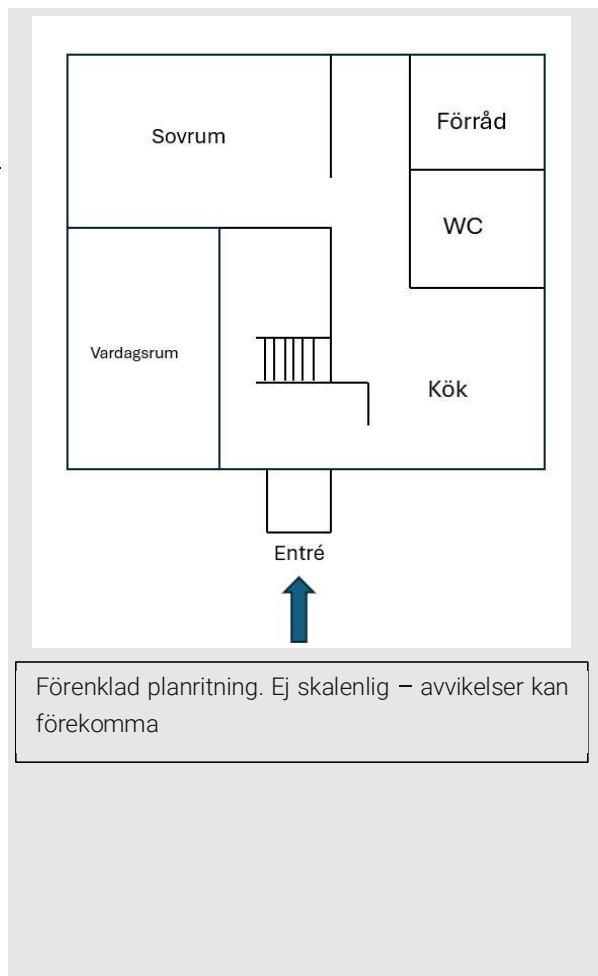 Sovrum
Förråd
WC
Vardagsrum
Kök
Entré
Förenklad planritning. Ej skalenlig – avvikelser kan
förekomma